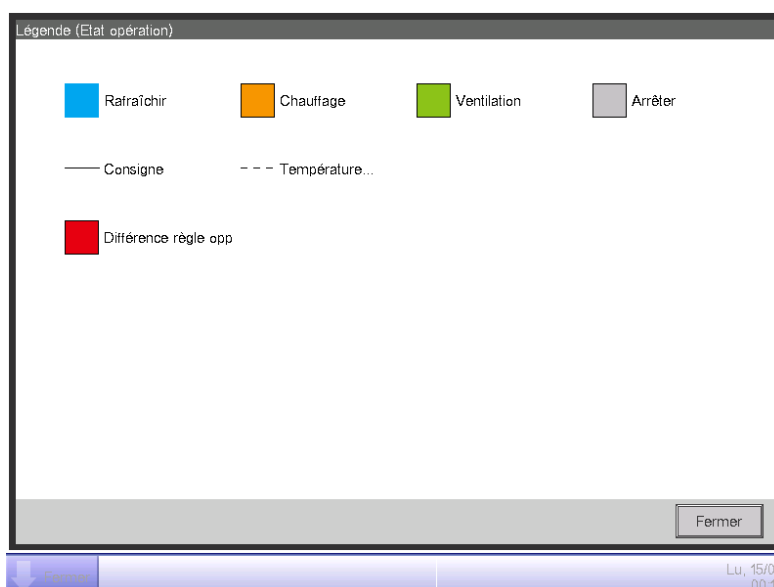 Légende (Etat opération)
Rafraîchir Chauffage Ventilation Arrêter
Consigne Température...
Différence règle opp
Fermer
Lu, 15/0